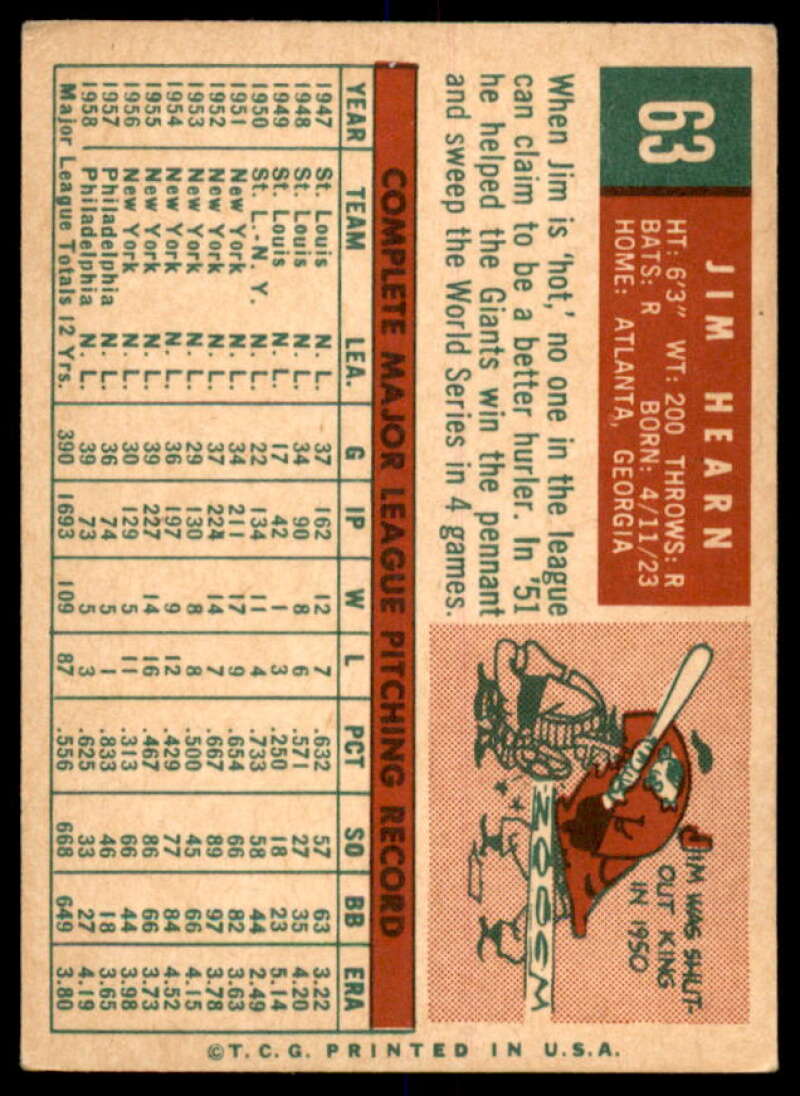 63
JIM HEARN
HT: 6'3" WT: 200 THROWS: R
BATS: R BORN: 4/11/23
HOME: ATLANTA, GEORGIA
When Jim is 'hot,' no one in the league
can claim to be a better hurler. In '51
he helped the Giants win the pennant
and sweep the World Series in 4 games.
JIM WAS SHUT-
OUT KING
IN 1950
ZOOOM
COMPLETE MAJOR LEAGUE PITCHING RECORD
YEAR TEAM LEA. G IP W L PCT SO BB ERA
1947 St. Louis N. L. 37 162 12 7 .632 57 63 3.22
1948 St. Louis N. L. 34 90 8 6 .571 27 35 4.20
1949 St. Louis N. L. 17 42 1 3 .250 18 23 5.14
1950 St. L.-N. Y. N. L. 22 134 11 4 .733 58 44 2.49
1951 New York N. L. 34 211 17 9 .654 66 82 3.63
1952 New York N. L. 37 224 14 7 .667 89 97 3.78
1953 New York N. L. 29 130 8 8 .500 45 66 4.15
1954 New York N. L. 36 197 9 12 .429 77 84 4.52
1955 New York N. L. 39 227 14 16 .467 86 66 3.73
1956 New York N. L. 30 129 5 11 .313 66 44 3.98
1957 Philadelphia N. L. 36 74 5 1 .833 46 18 3.65
1958 Philadelphia N. L. 39 73 5 3 .625 33 27 4.19
Major League Totals 12 Yrs. 390 1693 109 87 .556 668 649 3.80
©T.C.G. PRINTED IN U.S.A.